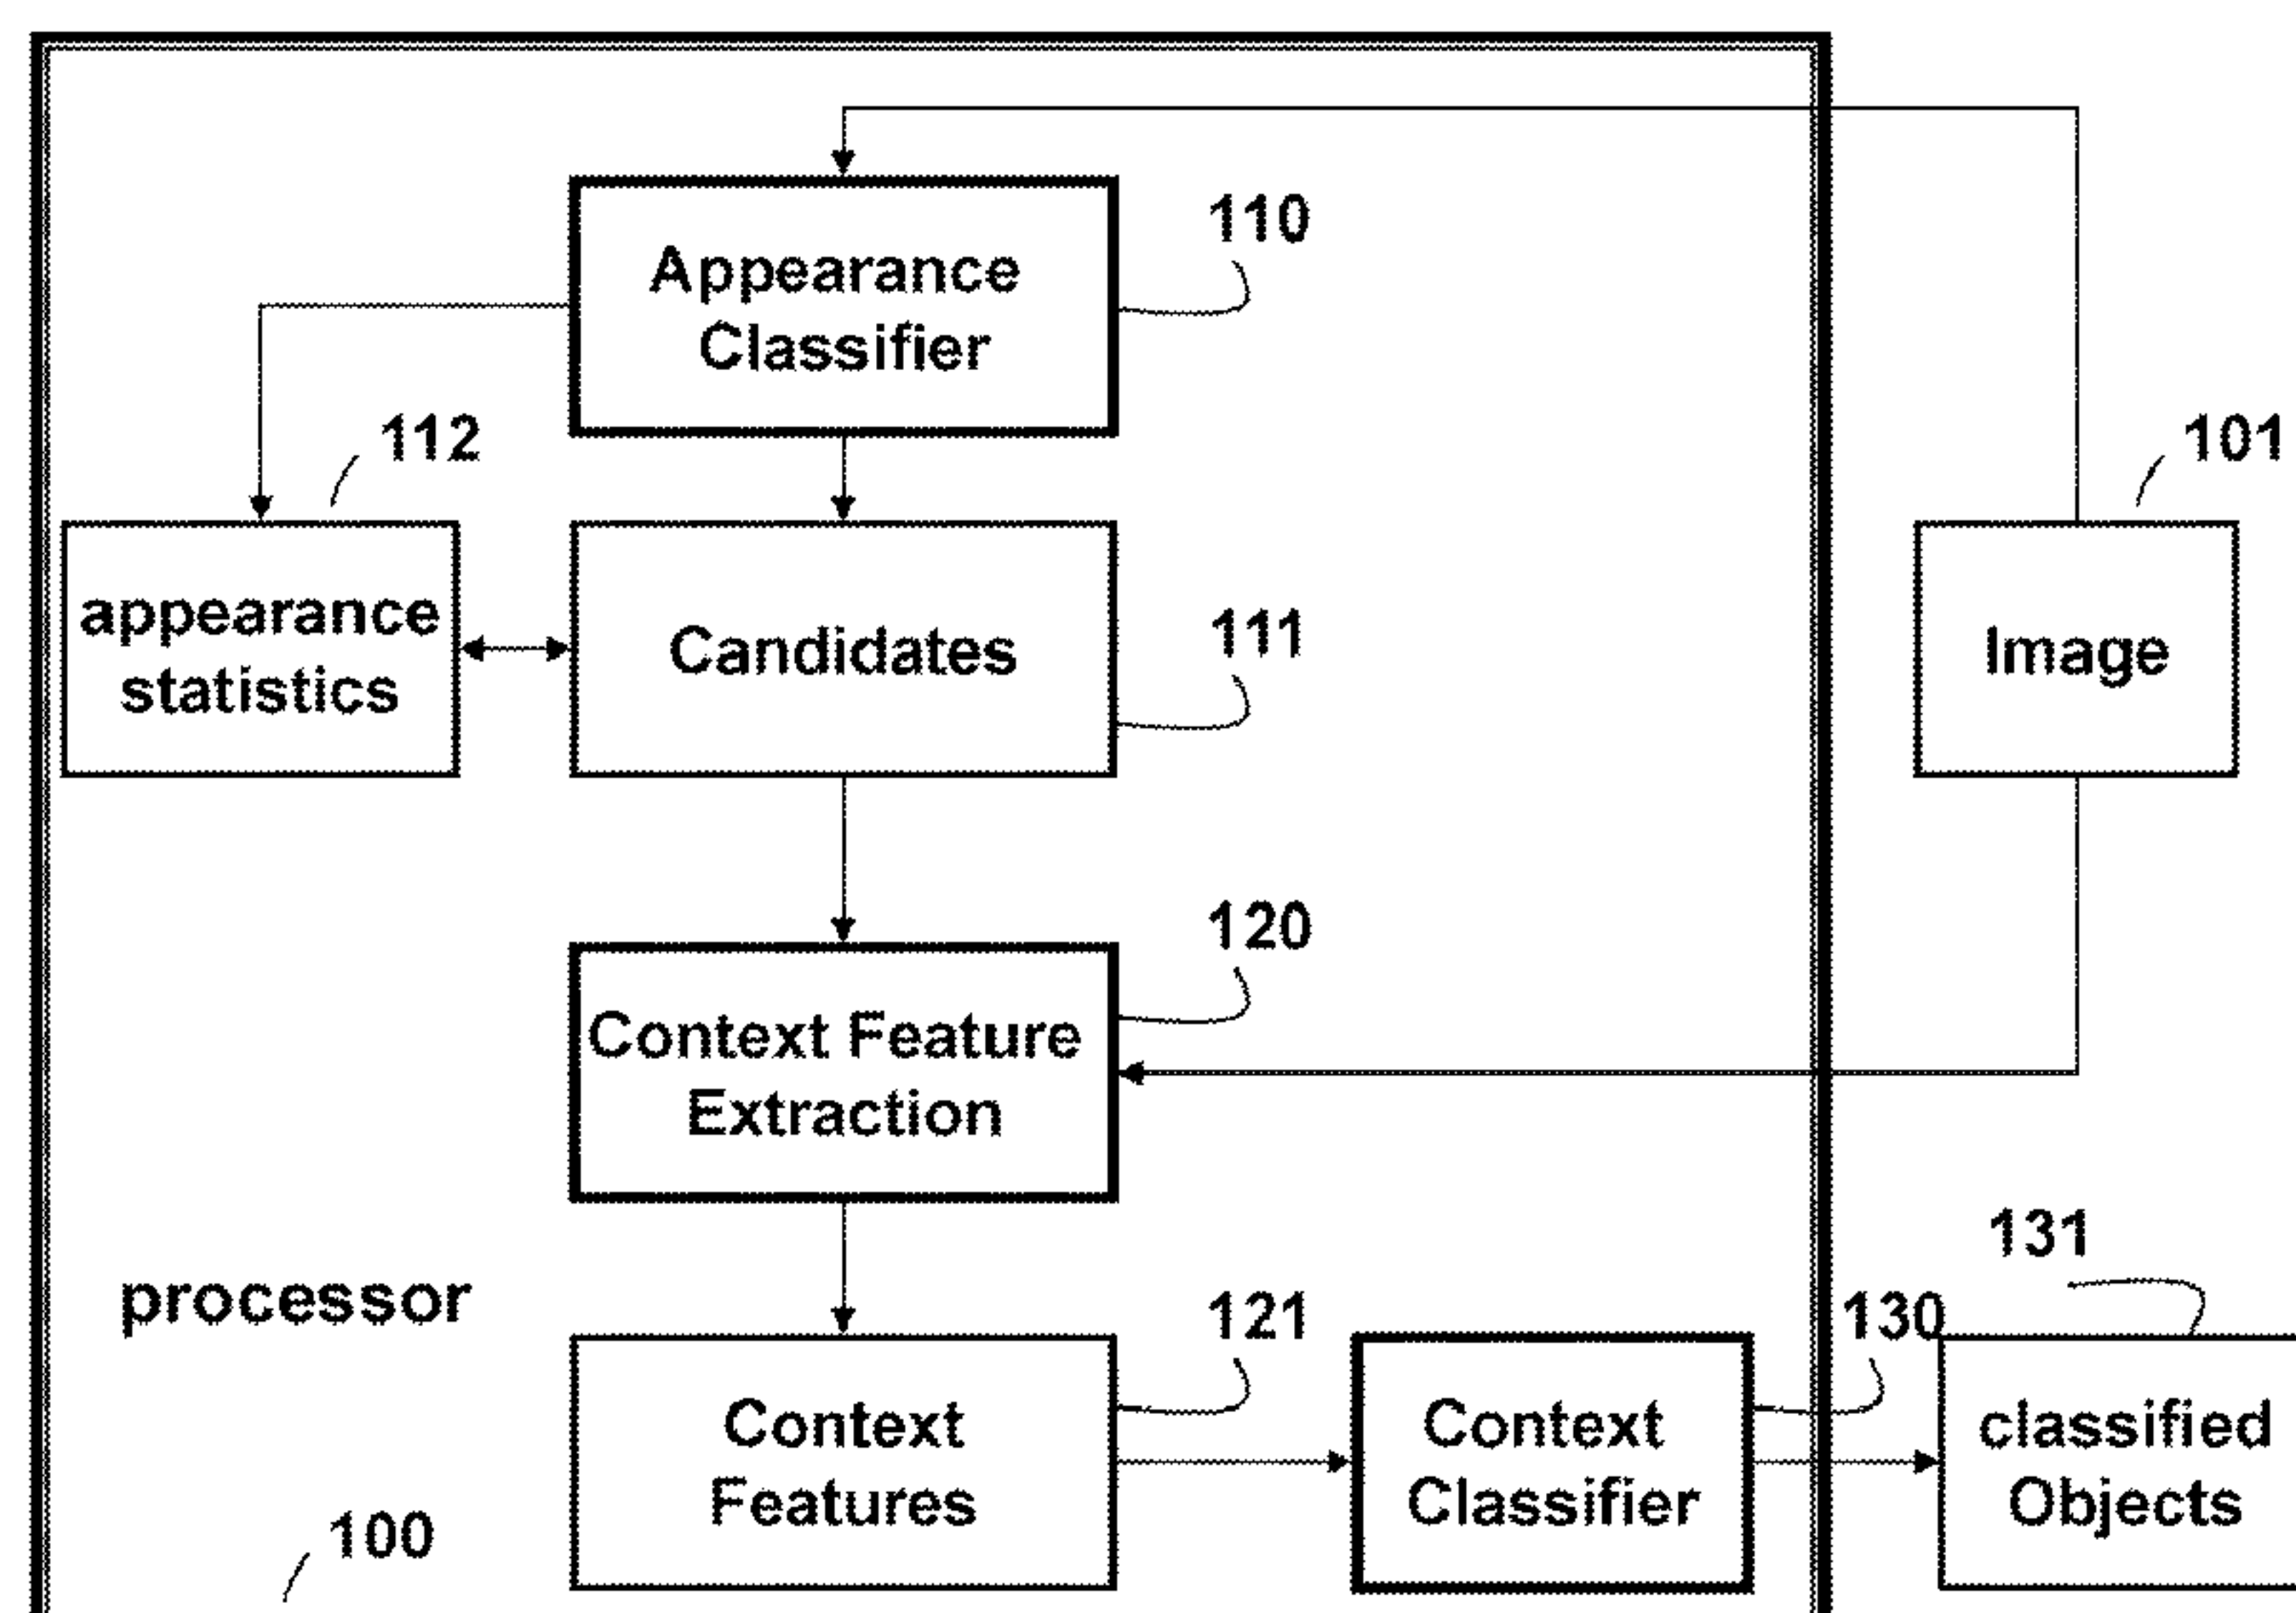 110
Appearance
Classifier
112
101
appearance
statistics
Candidates
111
Image
120
Context Feature
Extraction
131
processor
121
130
Context
Features
Context
Classifier
classified
Objects
100